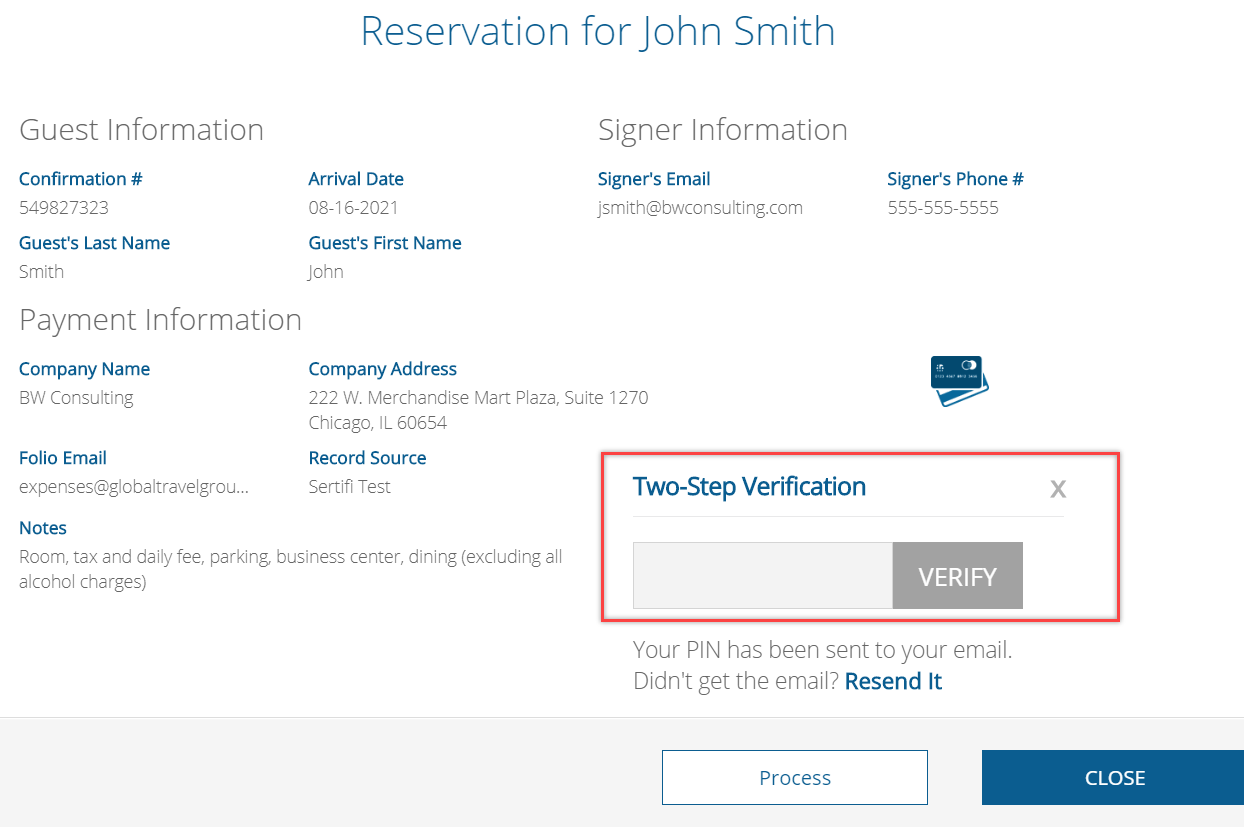 Reservation for John Smith
Guest Information
Signer Information
Confirmation #
Arrival Date
Signer's Email
Signer's Phone #
549827323
08-16-2021
jsmith@bwconsulting.com
555-555-5555
Guest's Last Name
Guest's First Name
Smith
John
Payment Information
Company Name
Company Address
BW Consulting
222 W. Merchandise Mart Plaza, Suite 1270
Chicago, IL 60654
Folio Email
Record Source
expenses@globaltravelgrou...
Sertifi Test
Notes
Room, tax and daily fee, parking, business center, dining (excluding all
alcohol charges)
Two-Step Verification
X
VERIFY
Your PIN has been sent to your email.
Didn't get the email? Resend It
Process
CLOSE